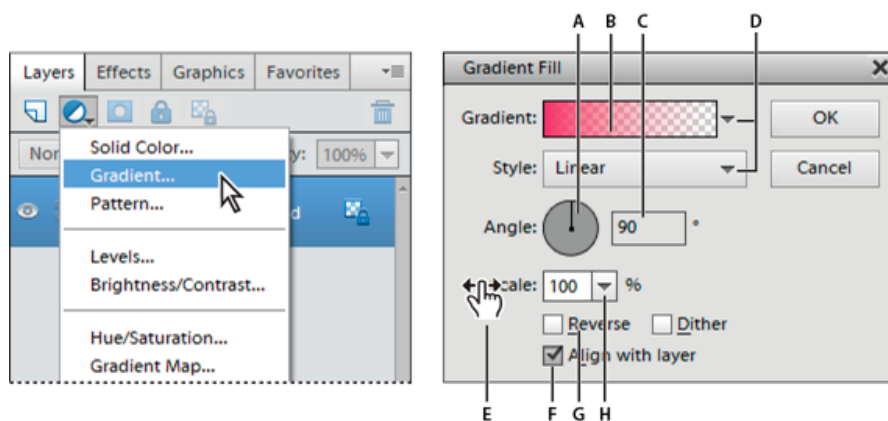 A B C D
Layers Effects Graphics Favorites
Nor y: 100%
Solid Color...
Gradient...
Pattern...
d
Levels...
Brightness/Contrast...
Hue/Saturation...
Gradient Map...
Gradient Fill
Gradient: OK
Style: Linear Cancel
Angle: 90 °
cale: 100 %
Reverse Dither
Align with layer
E F G H